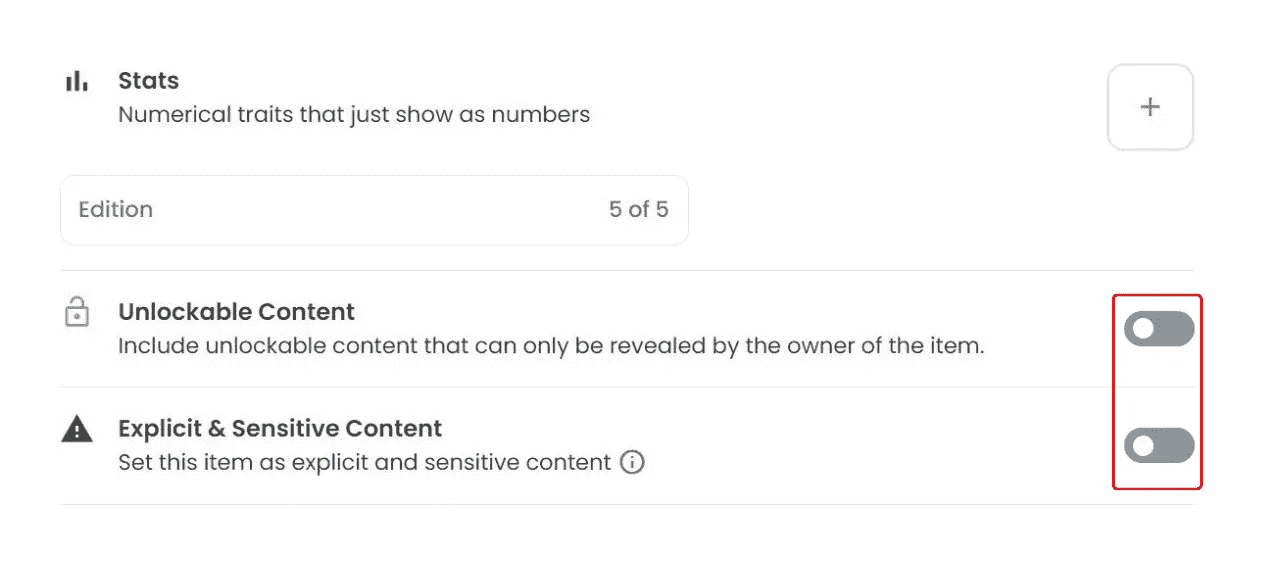 Stats
Numerical traits that just show as numbers
Edition 5 of 5
Unlockable Content
Include unlockable content that can only be revealed by the owner of the item.
Explicit & Sensitive Content
Set this item as explicit and sensitive content